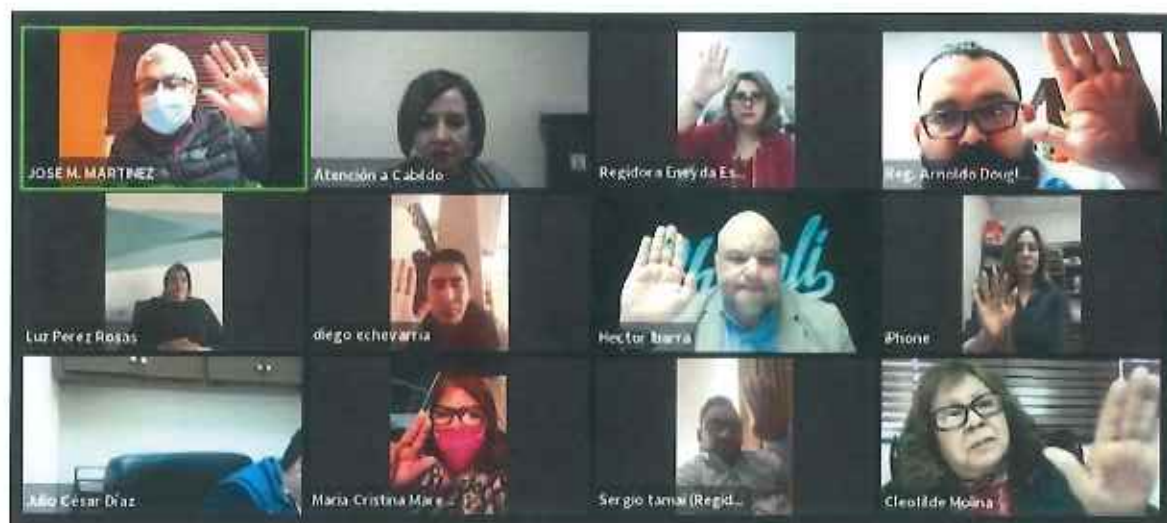 JOSE M. MARTINEZ
Atención a Cabildo
Regidora Eneyda Es...
Reg. Arnoldo Dougl...
Luz Perez Rosas
diego echevarria
Hector Ibarra
iPhone
Julio César Díaz
Maria Cristina Mare...
Sergio tamai (Regid...
Cleotilde Molina